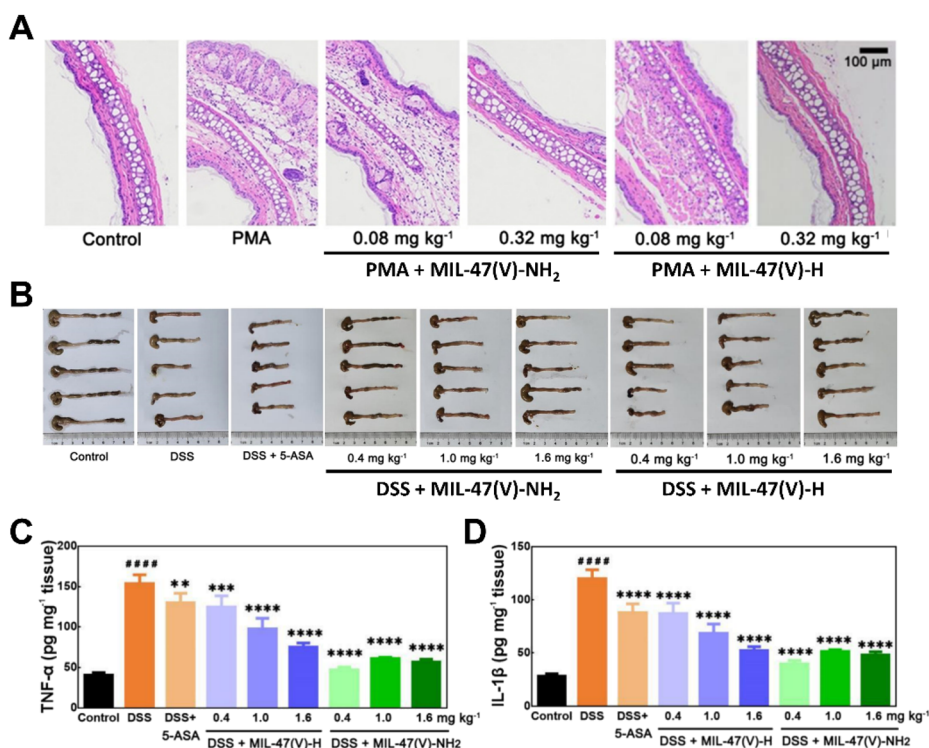 A
100 μm
Control
PMA
0.08 mg kg⁻¹
0.32 mg kg⁻¹
0.08 mg kg⁻¹
0.32 mg kg⁻¹
PMA + MIL-47(V)-NH₂
PMA + MIL-47(V)-H
B
Control
DSS
DSS + 5-ASA
0.4 mg kg⁻¹
1.0 mg kg⁻¹
1.6 mg kg⁻¹
0.4 mg kg⁻¹
1.0 mg kg⁻¹
1.6 mg kg⁻¹
DSS + MIL-47(V)-NH₂
DSS + MIL-47(V)-H
C
TNF-α (pg mg⁻¹ tissue)
200
150
100
50
0
####
**
***
****
****
****
****
****
Control
DSS
DSS+
5-ASA
0.4
1.0
1.6
0.4
1.0
1.6 mg kg⁻¹
DSS + MIL-47(V)-H
DSS + MIL-47(V)-NH₂
D
IL-1β (pg mg⁻¹ tissue)
150
100
50
0
####
****
****
****
****
****
****
****
Control
DSS
DSS+
5-ASA
0.4
1.0
1.6
0.4
1.0
1.6 mg kg⁻¹
DSS + MIL-47(V)-H
DSS + MIL-47(V)-NH₂